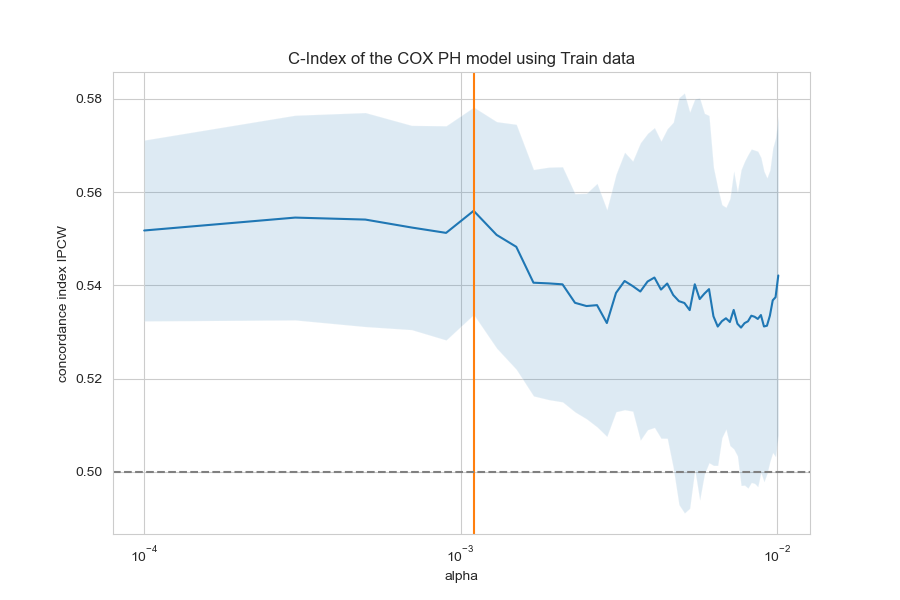 C-Index of the COX PH model using Train data
concordance index IPCW
0.58
0.56
0.54
0.52
0.50
10⁻⁴
10⁻³
10⁻²
alpha